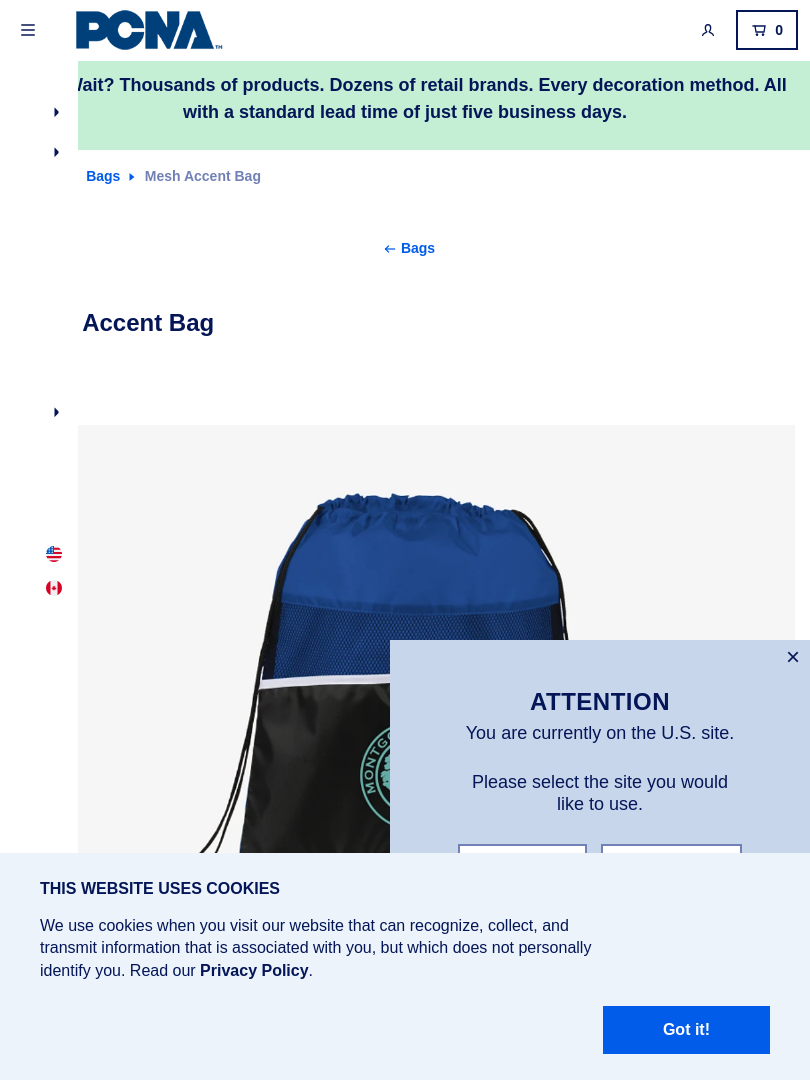 PCNA™
0
Wait? Thousands of products. Dozens of retail brands. Every decoration method. All
with a standard lead time of just five business days.
Bags
Mesh Accent Bag
Bags
Accent Bag
ATTENTION
You are currently on the U.S. site.
Please select the site you would
like to use.
THIS WEBSITE USES COOKIES
We use cookies when you visit our website that can recognize, collect, and
transmit information that is associated with you, but which does not personally
identify you. Read our Privacy Policy.
Got it!